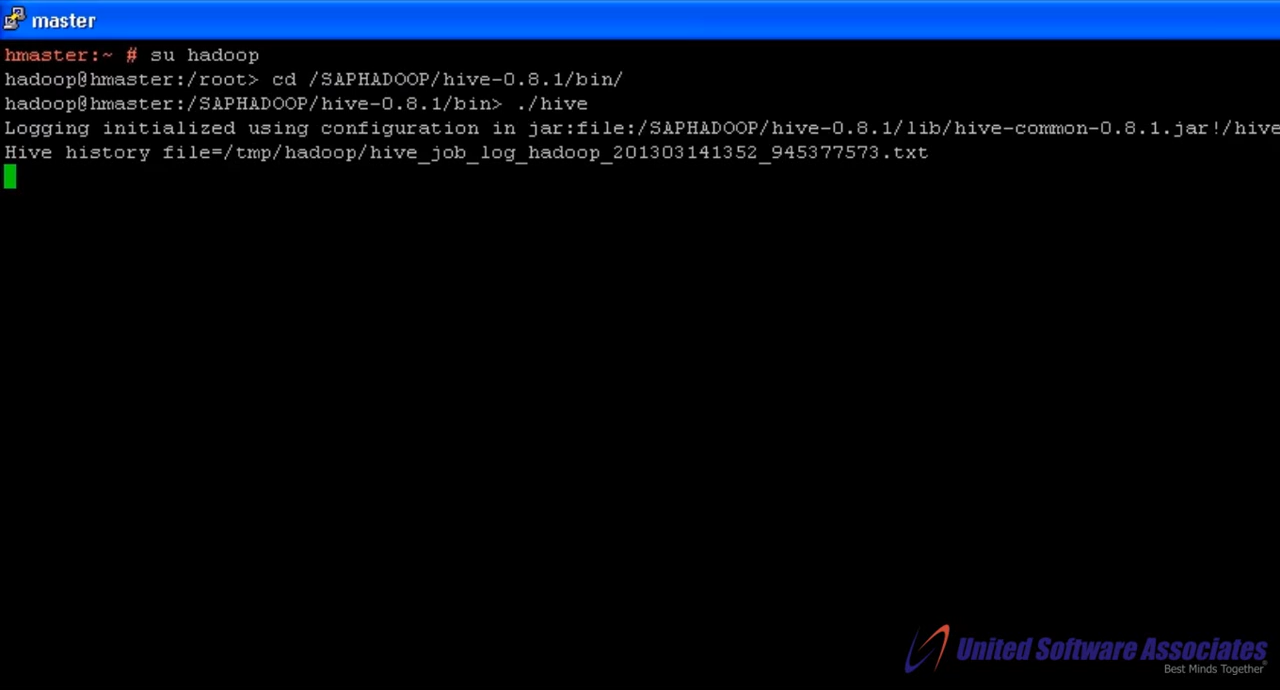 master
hmaster:~ # su hadoop
hadoop@hmaster:/root> cd /SAPHADOOP/hive-0.8.1/bin/
hadoop@hmaster:/SAPHADOOP/hive-0.8.1/bin> ./hive
Logging initialized using configuration in jar:file:/SAPHADOOP/hive-0.8.1/lib/hive-common-0.8.1.jar!/hive
Hive history file=/tmp/hadoop/hive_job_log_hadoop_201303141352_945377573.txt
United Software Associates
Best Minds Together